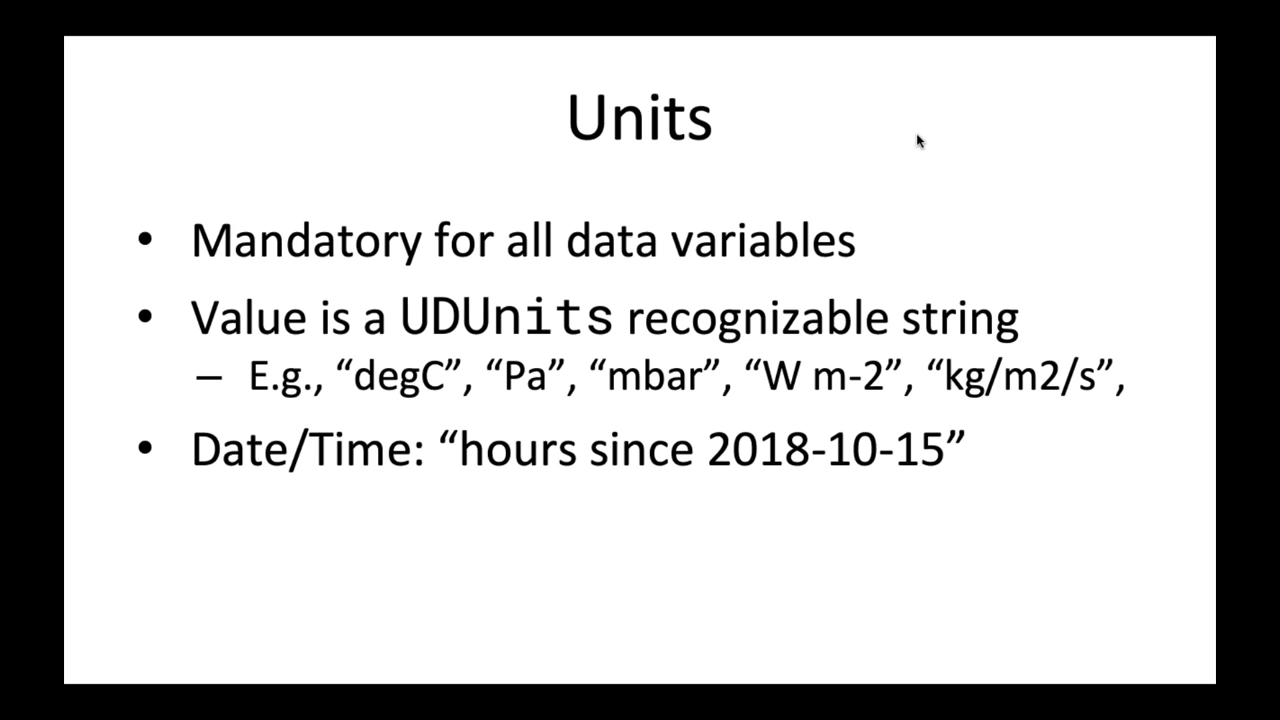 Units
• Mandatory for all data variables
• Value is a UDUnits recognizable string
– E.g., “degC”, “Pa”, “mbar”, “W m-2”, “kg/m2/s”,
• Date/Time: “hours since 2018-10-15”